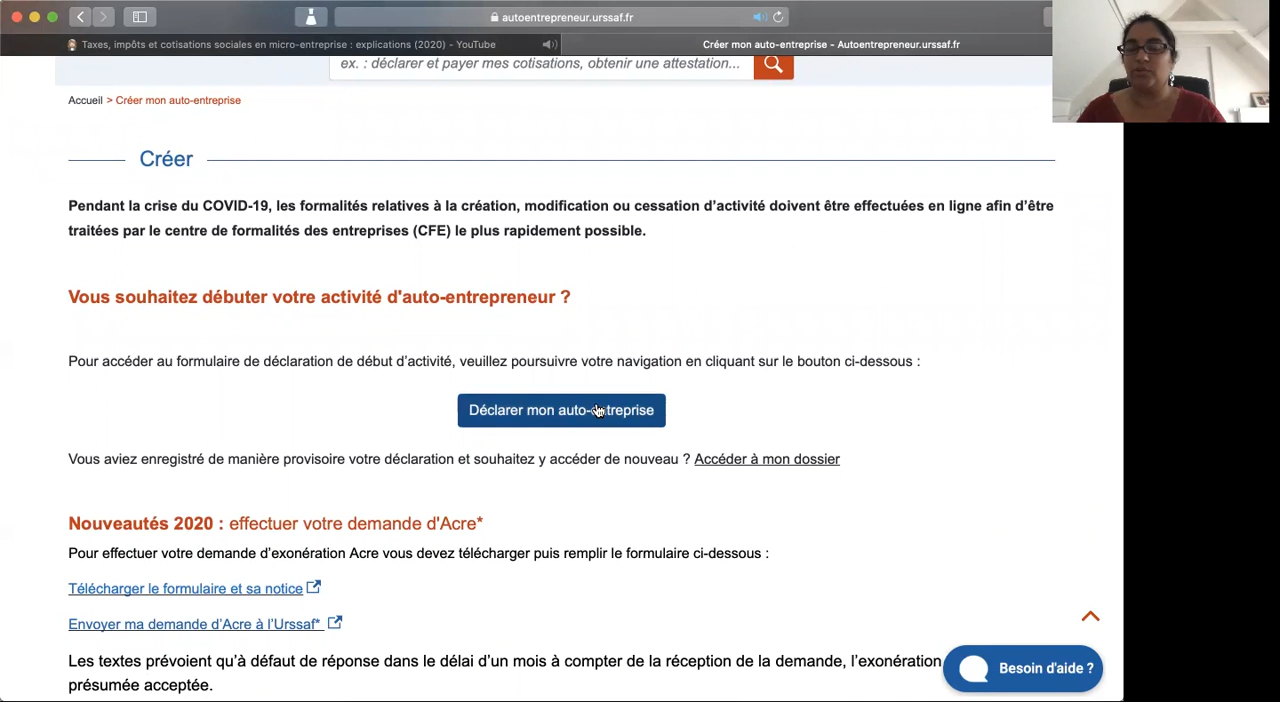 autoentrepreneur.urssaf.fr
Taxes, impôts et cotisations sociales en micro-entreprise : explications (2020) - YouTube
Créer mon auto-entreprise - Autoentrepreneur.urssaf.fr
ex. : déclarer et payer mes cotisations, obtenir une attestation...
Accueil > Créer mon auto-entreprise
Créer
Pendant la crise du COVID-19, les formalités relatives à la création, modification ou cessation d'activité doivent être effectuées en ligne afin d'être
traitées par le centre de formalités des entreprises (CFE) le plus rapidement possible.
Vous souhaitez débuter votre activité d'auto-entrepreneur ?
Pour accéder au formulaire de déclaration de début d'activité, veuillez poursuivre votre navigation en cliquant sur le bouton ci-dessous :
Déclarer mon auto-entreprise
Vous aviez enregistré de manière provisoire votre déclaration et souhaitez y accéder de nouveau ? Accéder à mon dossier
Nouveautés 2020 : effectuer votre demande d'Acre*
Pour effectuer votre demande d'exonération Acre vous devez télécharger puis remplir le formulaire ci-dessous :
Télécharger le formulaire et sa notice
Envoyer ma demande d'Acre à l'Urssaf*
Les textes prévoient qu'à défaut de réponse dans le délai d'un mois à compter de la réception de la demande, l'exonération
présumée acceptée.
Besoin d'aide ?